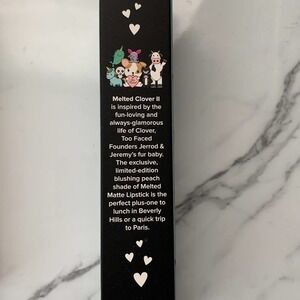 Melted Clover II
is inspired by the
fun-loving and
always-glamorous
life of Clover,
Too Faced
Founders Jerrod &
Jeremy's fur baby.
The exclusive,
limited-edition
blushing peach
shade of Melted
Matte Lipstick is the
perfect plus-one to
lunch in Beverly
Hills or a quick trip
to Paris.